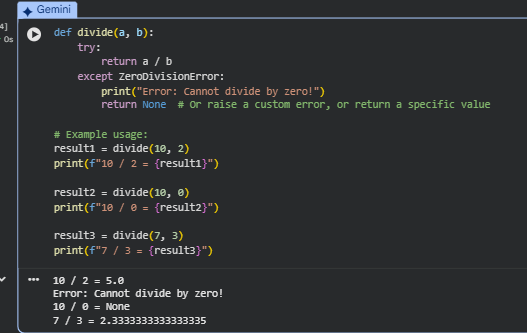 Gemini
4]
0s
def divide(a, b):
    try:
        return a / b
    except ZeroDivisionError:
        print("Error: Cannot divide by zero!")
        return None  # Or raise a custom error, or return a specific value
# Example usage:
result1 = divide(10, 2)
print(f"10 / 2 = {result1}")
result2 = divide(10, 0)
print(f"10 / 0 = {result2}")
result3 = divide(7, 3)
print(f"7 / 3 = {result3}")
10 / 2 = 5.0
Error: Cannot divide by zero!
10 / 0 = None
7 / 3 = 2.3333333333333335